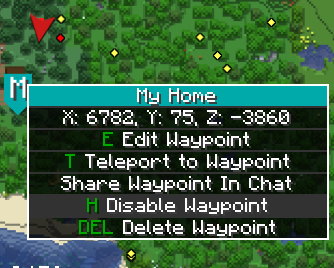 M
My Home
X: 6782, Y: 75, Z: -3860
E Edit Waypoint
T Teleport to Waypoint
Share Waypoint In Chat
H Disable Waypoint
DEL Delete Waypoint